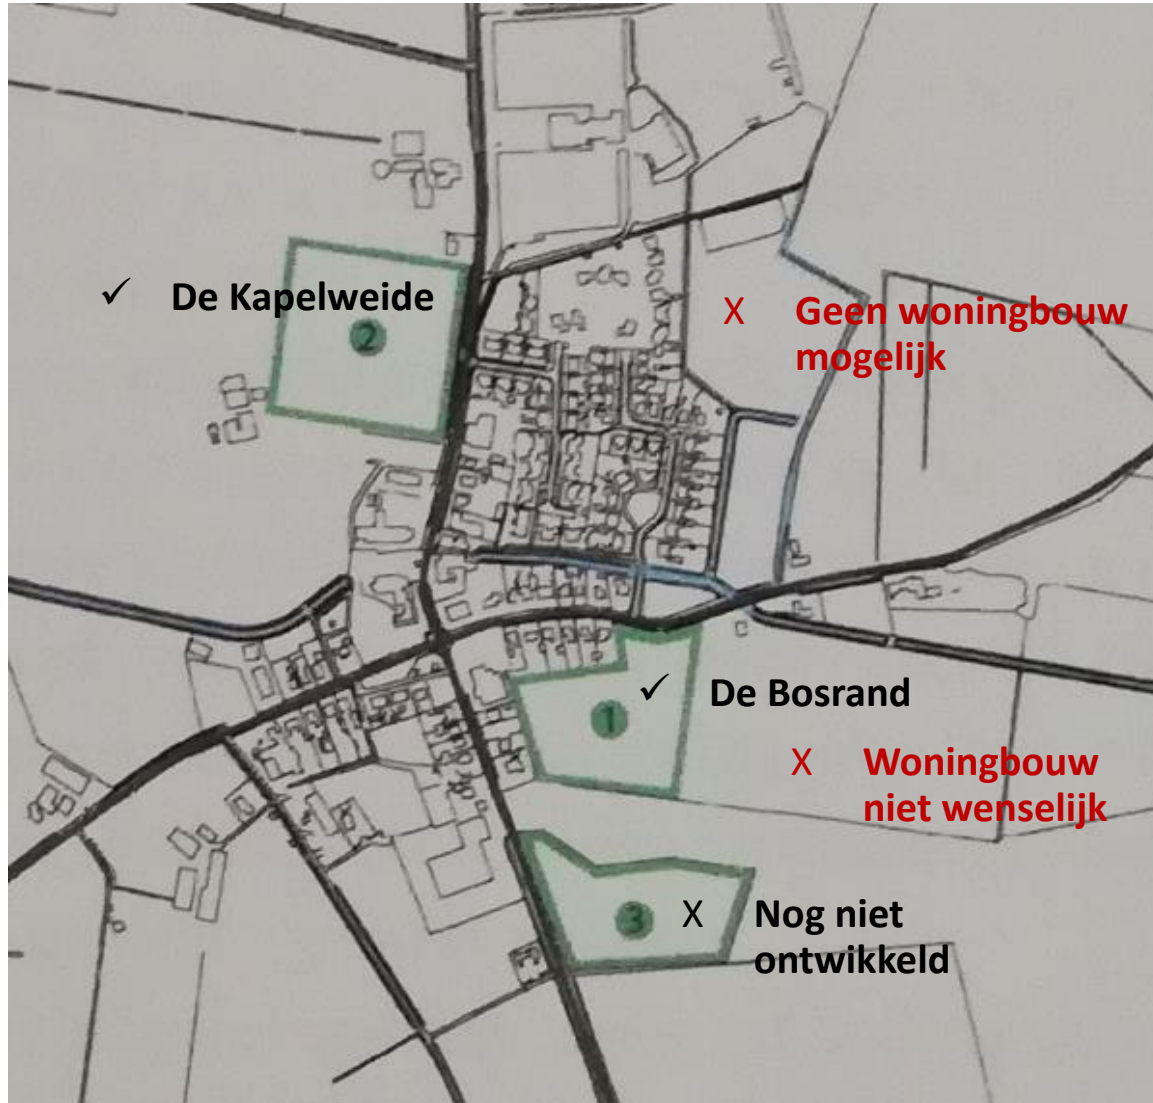 ✓ De Kapelweide
2
X Geen woningbouw
mogelijk
✓ De Bosrand
1
X Woningbouw
niet wenselijk
3
X Nog niet
ontwikkeld